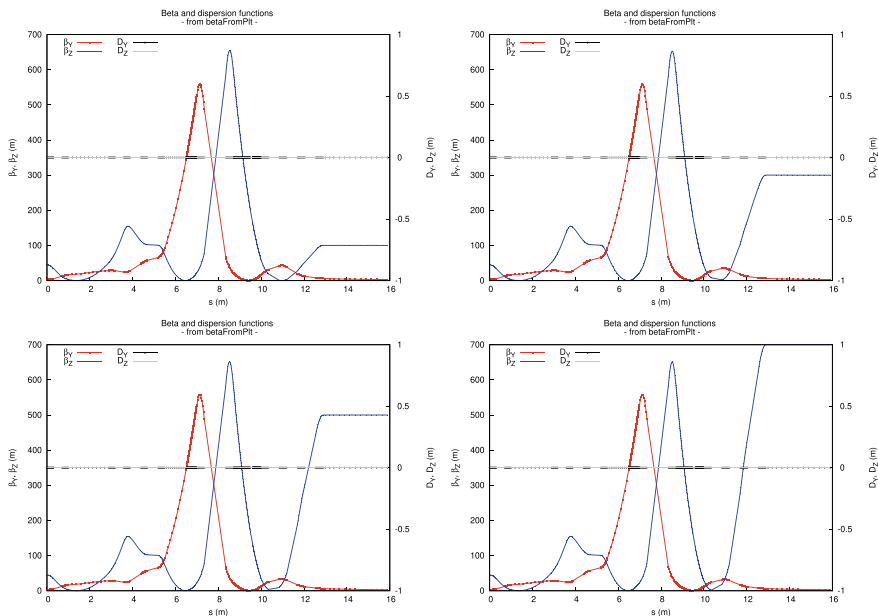 Beta and dispersion functions
- from betaFromPlt -
700
600
500
400
300
200
100
0
β_Y
β_Z
D_Y
D_Z
1
0.5
0
-0.5
-1
β_Y, β_Z (m)
D_Y, D_Z (m)
0 2 4 6 8 10 12 14 16
s (m)
Beta and dispersion functions
- from betaFromPlt -
700
600
500
400
300
200
100
0
β_Y
β_Z
D_Y
D_Z
1
0.5
0
-0.5
-1
β_Y, β_Z (m)
D_Y, D_Z (m)
0 2 4 6 8 10 12 14 16
s (m)
Beta and dispersion functions
- from betaFromPlt -
700
600
500
400
300
200
100
0
β_Y
β_Z
D_Y
D_Z
1
0.5
0
-0.5
-1
β_Y, β_Z (m)
D_Y, D_Z (m)
0 2 4 6 8 10 12 14 16
s (m)
Beta and dispersion functions
- from betaFromPlt -
700
600
500
400
300
200
100
0
β_Y
β_Z
D_Y
D_Z
1
0.5
0
-0.5
-1
β_Y, β_Z (m)
D_Y, D_Z (m)
0 2 4 6 8 10 12 14 16
s (m)